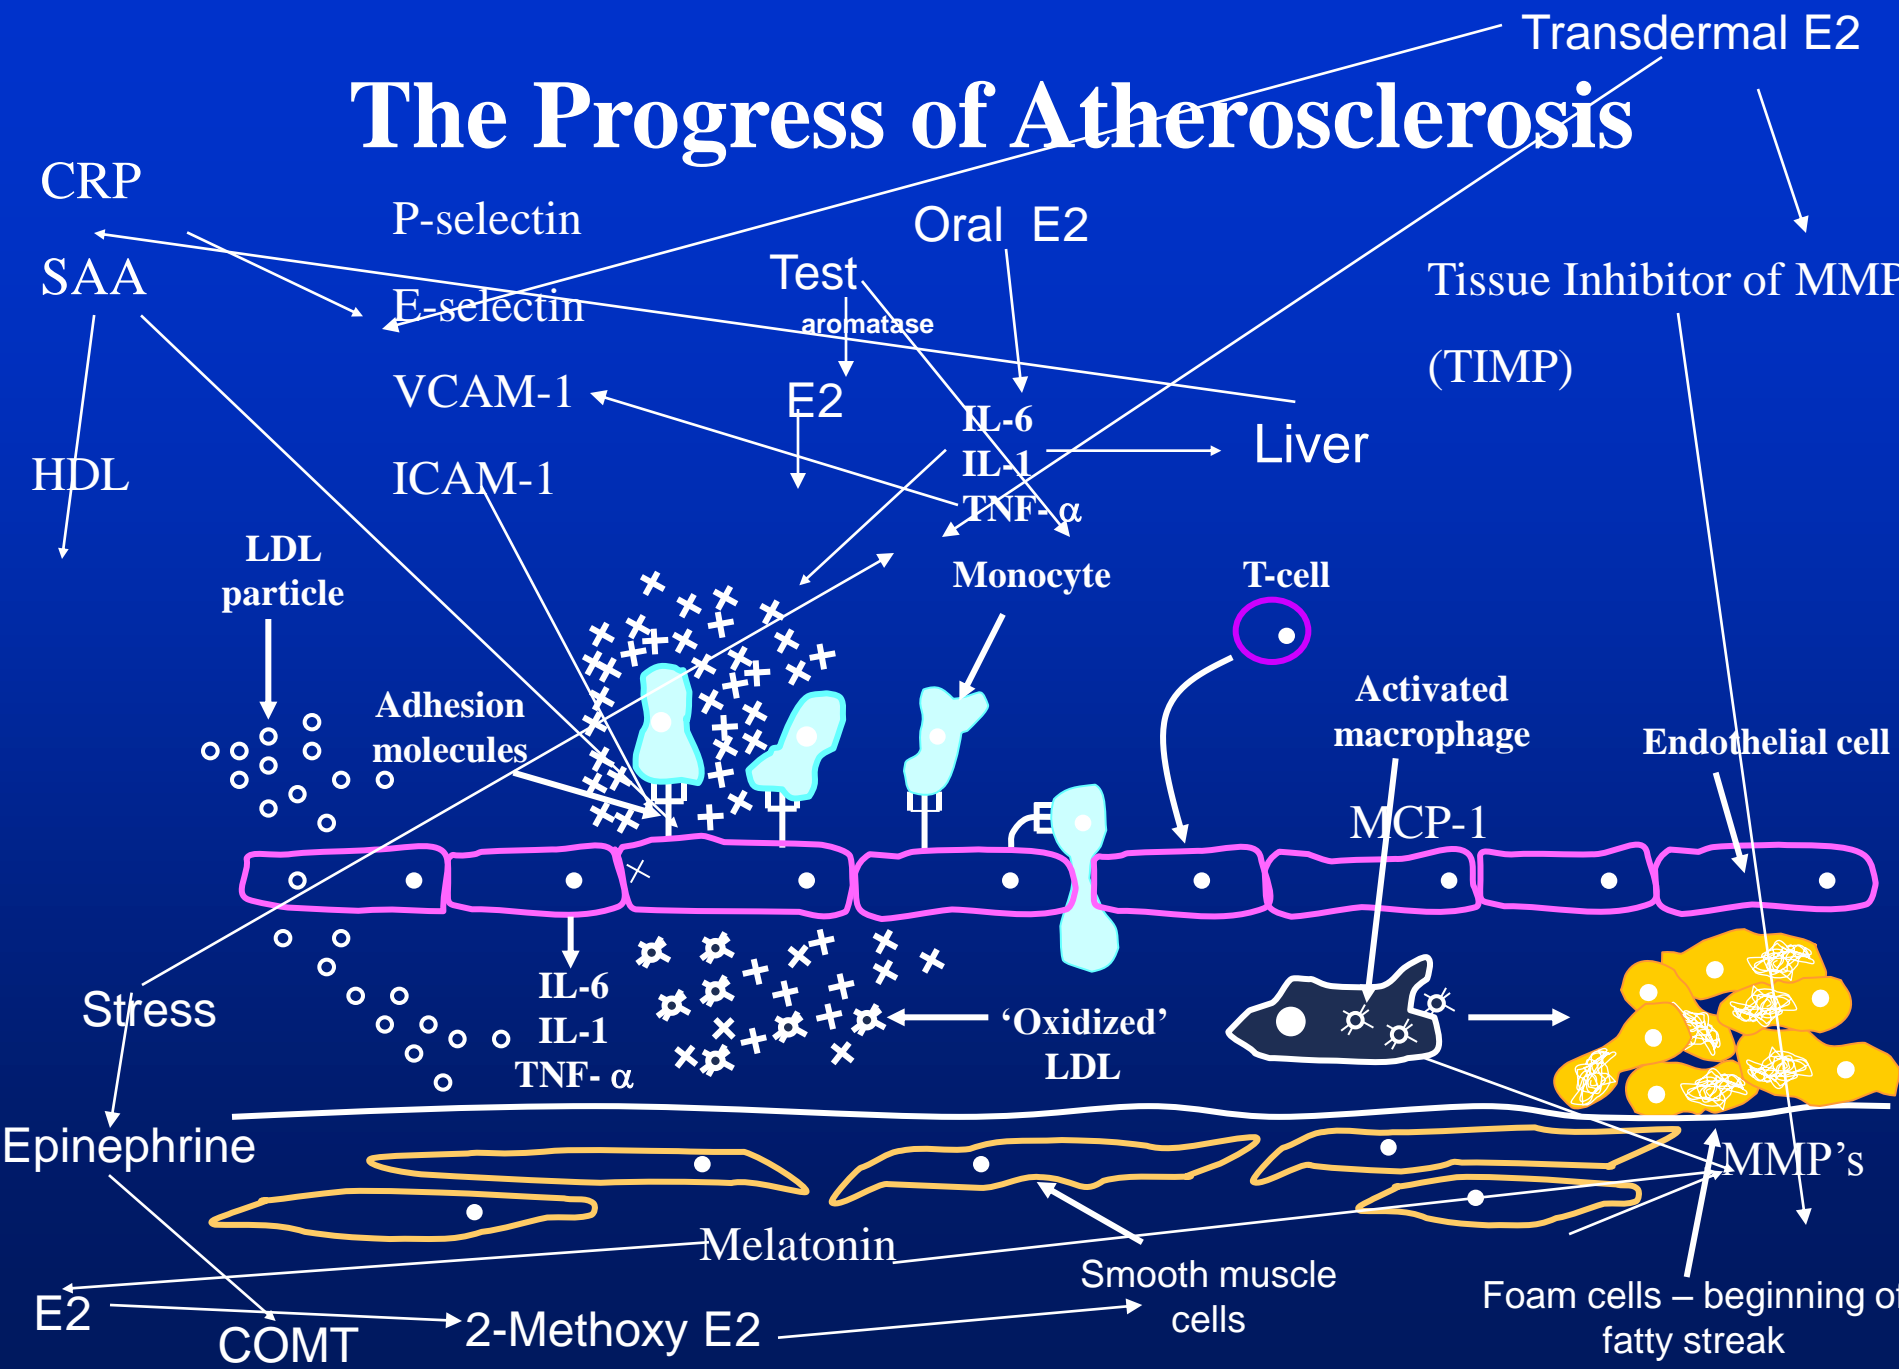 Transdermal E2
The Progress of Atherosclerosis
CRP
P-selectin
Oral E2
SAA
Test
Tissue Inhibitor of MMP
E-selectin
aromatase
(TIMP)
VCAM-1
E2
IL-6
Liver
IL-1
HDL
ICAM-1
TNF- α
LDL
particle
Monocyte
T-cell
Adhesion
molecules
Activated
macrophage
Endothelial cell
MCP-1
IL-6
IL-1
TNF- α
Stress
‘Oxidized’
LDL
Epinephrine
MMP’s
Melatonin
Smooth muscle
cells
E2
COMT
2-Methoxy E2
Foam cells – beginning of
fatty streak